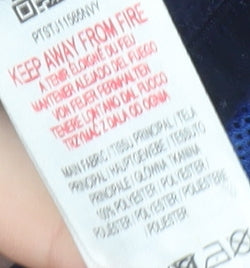 PTSTJ11565NVY
KEEP AWAY FROM FIRE
A TENIR ÉLOIGNÉ DU FEU
MANTENER ALEJADO DEL FUEGO
VON FEUER FERNHALTEN
TENERE LONTANO DAL FUOCO
TRZYMAĆ Z DALA OD OGNIA
MAIN FABRIC / TISSU PRINCIPAL / TELA
PRINCIPAL / HAUPTGEWEBE / TESSUTO
PRINCIPALE / GŁÓWNA TKANINA
100% POLYESTER / POLYESTER /
POLIESTER / POLYESTER / POLIESTERE
/ POLIESTER